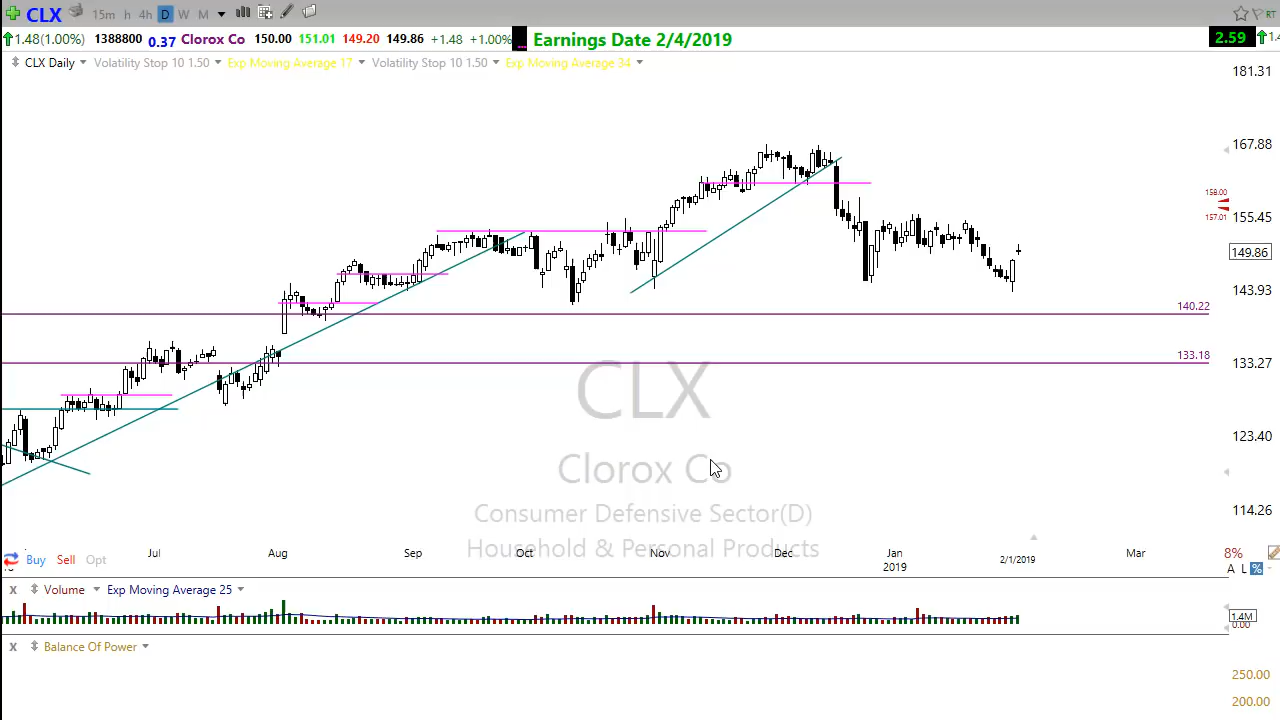 CLX 15m h 4h D W M RT
1.48(1.00%) 1388800 0.37 Clorox Co 150.00 151.01 149.20 149.86 +1.48 +1.00% ... Earnings Date 2/4/2019 2.59 1.4
CLX Daily Volatility Stop 10 1.50 Exp Moving Average 17 Volatility Stop 10 1.50 Exp Moving Average 34
181.31
167.88
158.00
157.01
155.45
149.86
143.93
140.22
133.18
133.27
CLX
123.40
Clorox Co
Consumer Defensive Sector(D)
114.26
Household & Personal Products
Buy Sell Opt
Jul Aug Sep Oct Nov Dec Jan 2/1/2019 Mar 8%
2019 A L %
X Volume Exp Moving Average 25
1.4M
0.00
X Balance Of Power
250.00
200.00